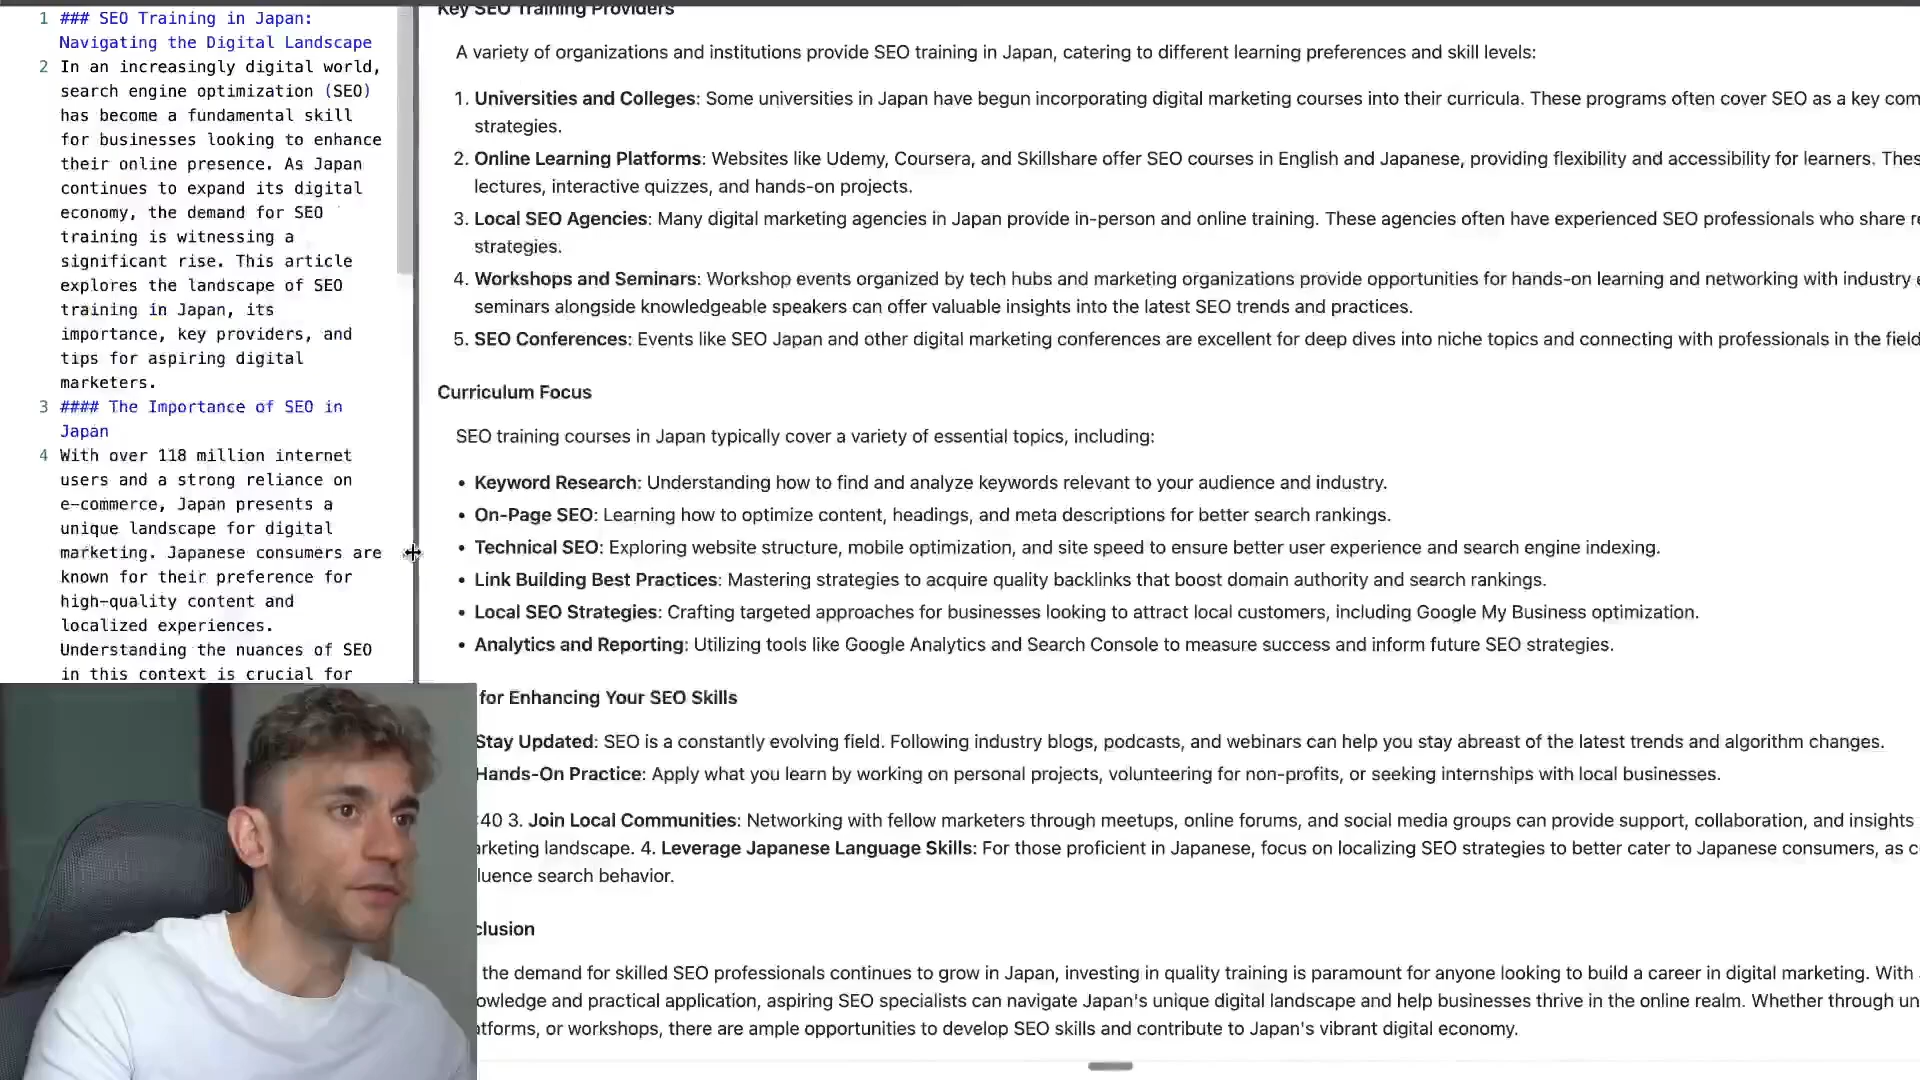 1 ### SEO Training in Japan:
Navigating the Digital Landscape
2 In an increasingly digital world,
search engine optimization (SEO)
has become a fundamental skill
for businesses looking to enhance
their online presence. As Japan
continues to expand its digital
economy, the demand for SEO
training is witnessing a
significant rise. This article
explores the landscape of SEO
training in Japan, its
importance, key providers, and
tips for aspiring digital
marketers.
3 #### The Importance of SEO in
Japan
4 With over 118 million internet
users and a strong reliance on
e-commerce, Japan presents a
unique landscape for digital
marketing. Japanese consumers are
known for their preference for
high-quality content and
localized experiences.
Understanding the nuances of SEO
in this context is crucial for
Key SEO Training Providers
A variety of organizations and institutions provide SEO training in Japan, catering to different learning preferences and skill levels:
1. Universities and Colleges: Some universities in Japan have begun incorporating digital marketing courses into their curricula. These programs often cover SEO as a key com
strategies.
2. Online Learning Platforms: Websites like Udemy, Coursera, and Skillshare offer SEO courses in English and Japanese, providing flexibility and accessibility for learners. Thes
lectures, interactive quizzes, and hands-on projects.
3. Local SEO Agencies: Many digital marketing agencies in Japan provide in-person and online training. These agencies often have experienced SEO professionals who share re
strategies.
4. Workshops and Seminars: Workshop events organized by tech hubs and marketing organizations provide opportunities for hands-on learning and networking with industry e
seminars alongside knowledgeable speakers can offer valuable insights into the latest SEO trends and practices.
5. SEO Conferences: Events like SEO Japan and other digital marketing conferences are excellent for deep dives into niche topics and connecting with professionals in the field
Curriculum Focus
SEO training courses in Japan typically cover a variety of essential topics, including:
• Keyword Research: Understanding how to find and analyze keywords relevant to your audience and industry.
• On-Page SEO: Learning how to optimize content, headings, and meta descriptions for better search rankings.
• Technical SEO: Exploring website structure, mobile optimization, and site speed to ensure better user experience and search engine indexing.
• Link Building Best Practices: Mastering strategies to acquire quality backlinks that boost domain authority and search rankings.
• Local SEO Strategies: Crafting targeted approaches for businesses looking to attract local customers, including Google My Business optimization.
• Analytics and Reporting: Utilizing tools like Google Analytics and Search Console to measure success and inform future SEO strategies.
for Enhancing Your SEO Skills
Stay Updated: SEO is a constantly evolving field. Following industry blogs, podcasts, and webinars can help you stay abreast of the latest trends and algorithm changes.
Hands-On Practice: Apply what you learn by working on personal projects, volunteering for non-profits, or seeking internships with local businesses.
40 3. Join Local Communities: Networking with fellow marketers through meetups, online forums, and social media groups can provide support, collaboration, and insights
rketing landscape. 4. Leverage Japanese Language Skills: For those proficient in Japanese, focus on localizing SEO strategies to better cater to Japanese consumers, as c
luence search behavior.
clusion
the demand for skilled SEO professionals continues to grow in Japan, investing in quality training is paramount for anyone looking to build a career in digital marketing. With
owledge and practical application, aspiring SEO specialists can navigate Japan's unique digital landscape and help businesses thrive in the online realm. Whether through un
tforms, or workshops, there are ample opportunities to develop SEO skills and contribute to Japan's vibrant digital economy.